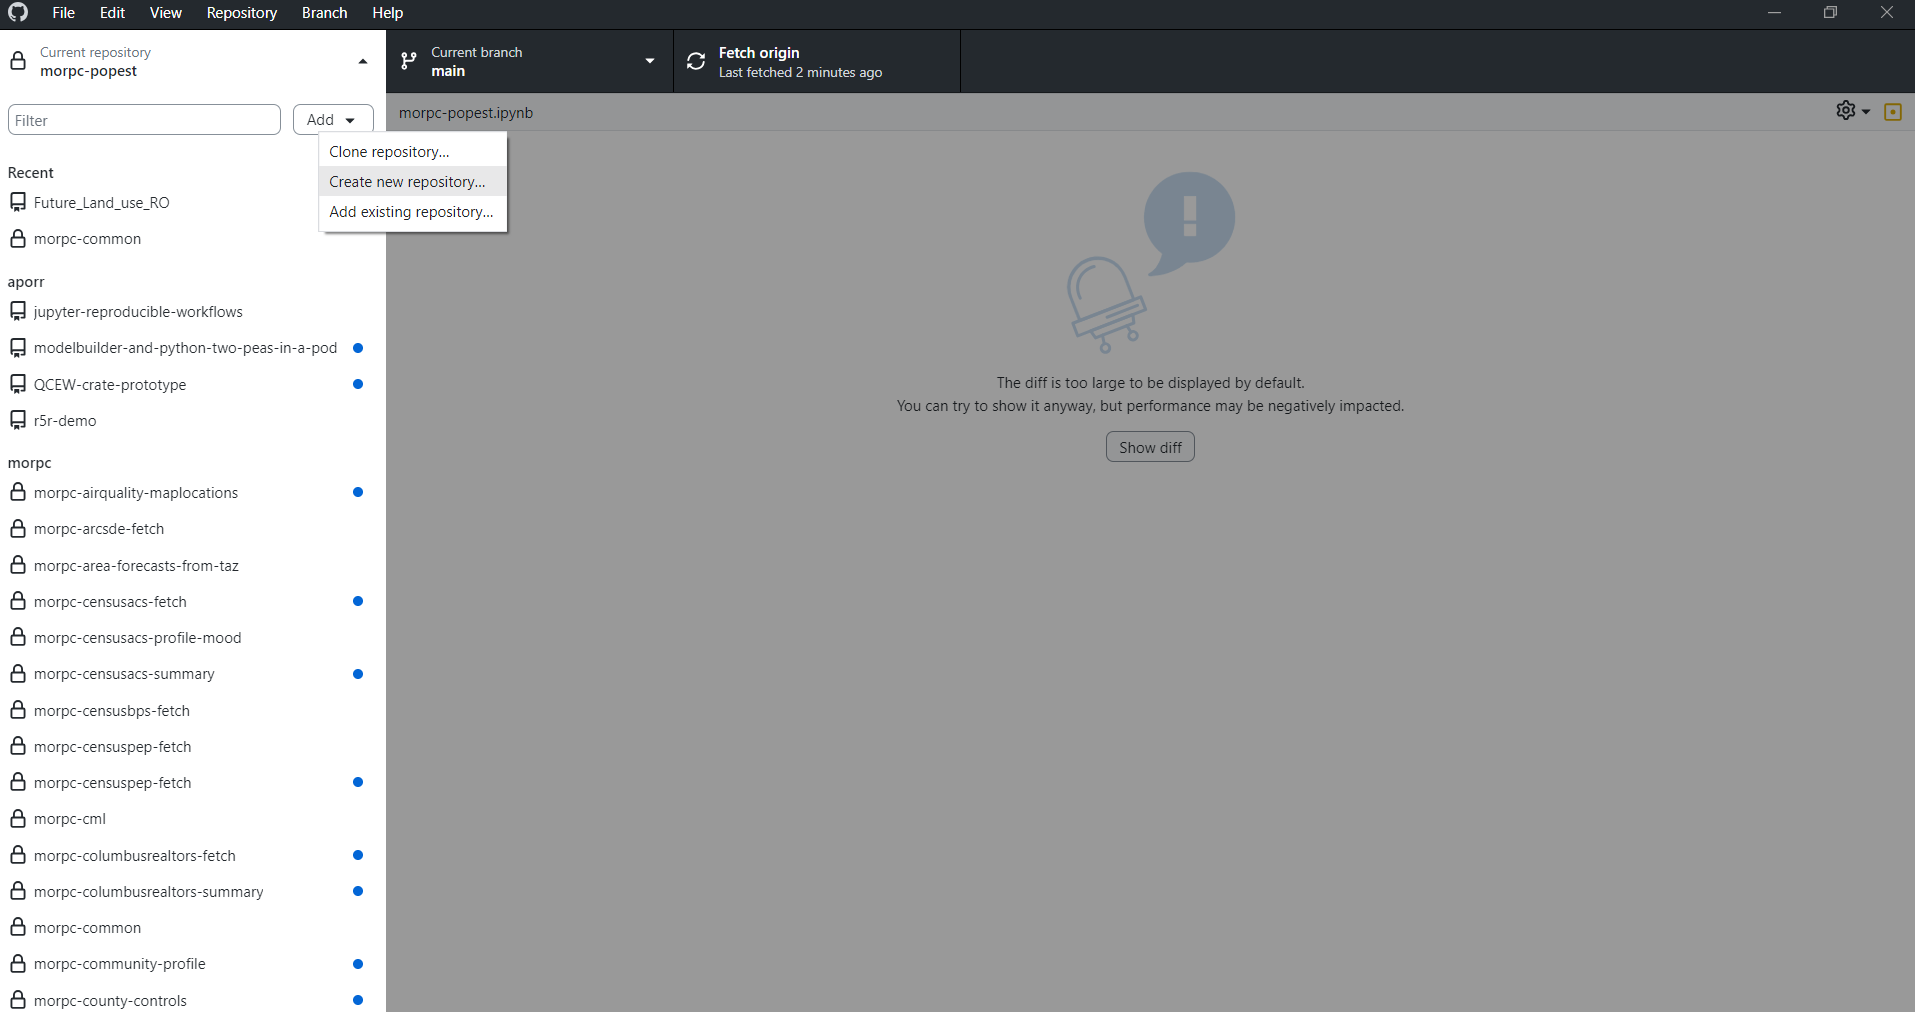 File Edit View Repository Branch Help
Current repository
morpc-popest
Current branch
main
Fetch origin
Last fetched 2 minutes ago
Filter
Add
morpc-popest.ipynb
Clone repository...
Create new repository...
Add existing repository...
Recent
Future_Land_use_RO
morpc-common
aporr
jupyter-reproducible-workflows
modelbuilder-and-python-two-peas-in-a-pod
QCEW-crate-prototype
r5r-demo
morpc
morpc-airquality-maplocations
morpc-arcsde-fetch
morpc-area-forecasts-from-taz
morpc-censusacs-fetch
morpc-censusacs-profile-mood
morpc-censusacs-summary
morpc-censusbps-fetch
morpc-censuspep-fetch
morpc-censuspep-fetch
morpc-cml
morpc-columbusrealtors-fetch
morpc-columbusrealtors-summary
morpc-common
morpc-community-profile
morpc-county-controls
The diff is too large to be displayed by default.
You can try to show it anyway, but performance may be negatively impacted.
Show diff